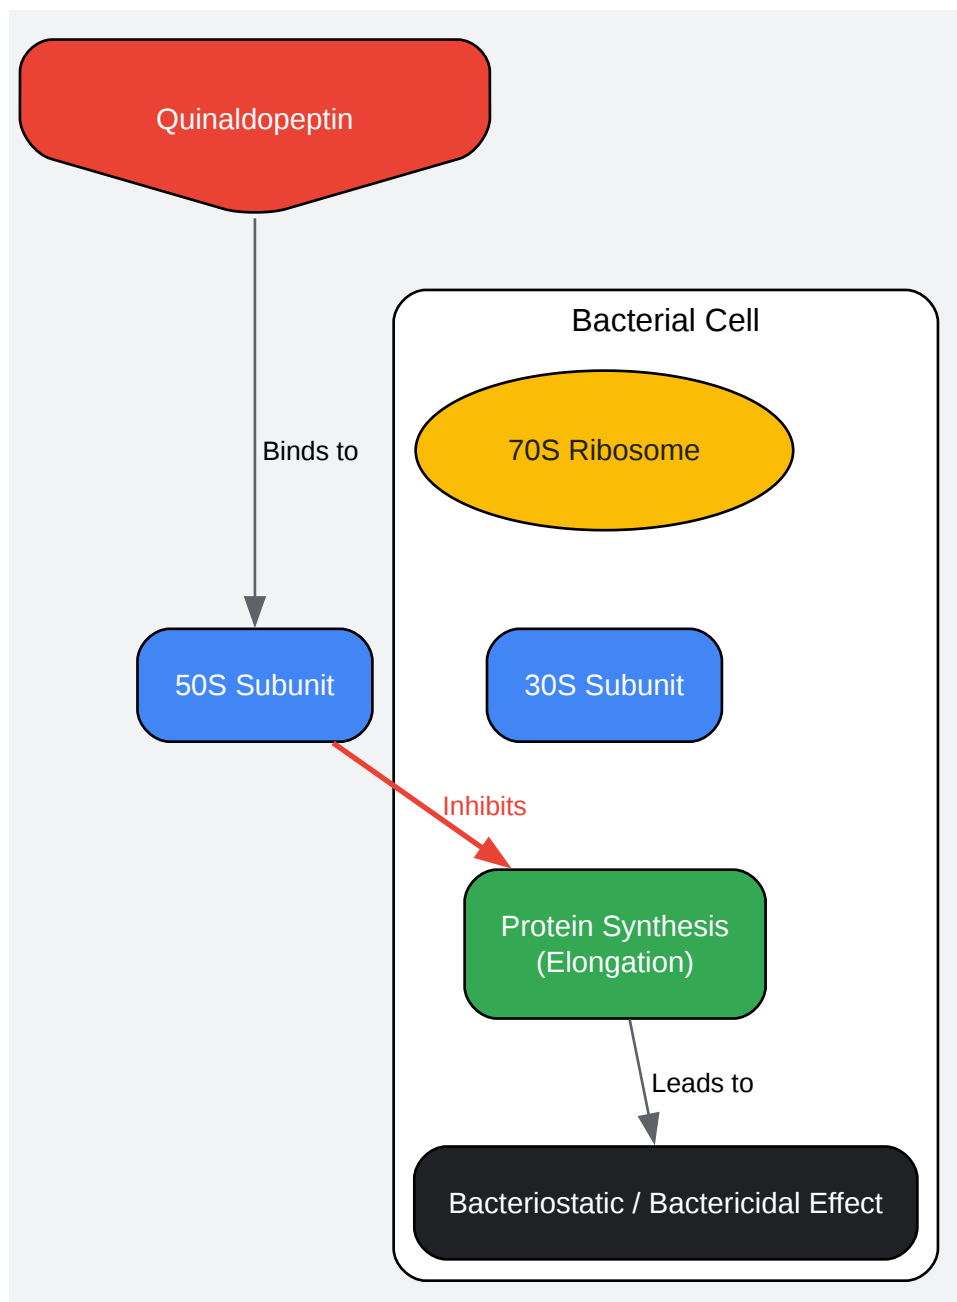 Quinaldopeptin
Bacterial Cell
Binds to
70S Ribosome
50S Subunit
30S Subunit
Inhibits
Protein Synthesis
(Elongation)
Leads to
Bacteriostatic / Bactericidal Effect